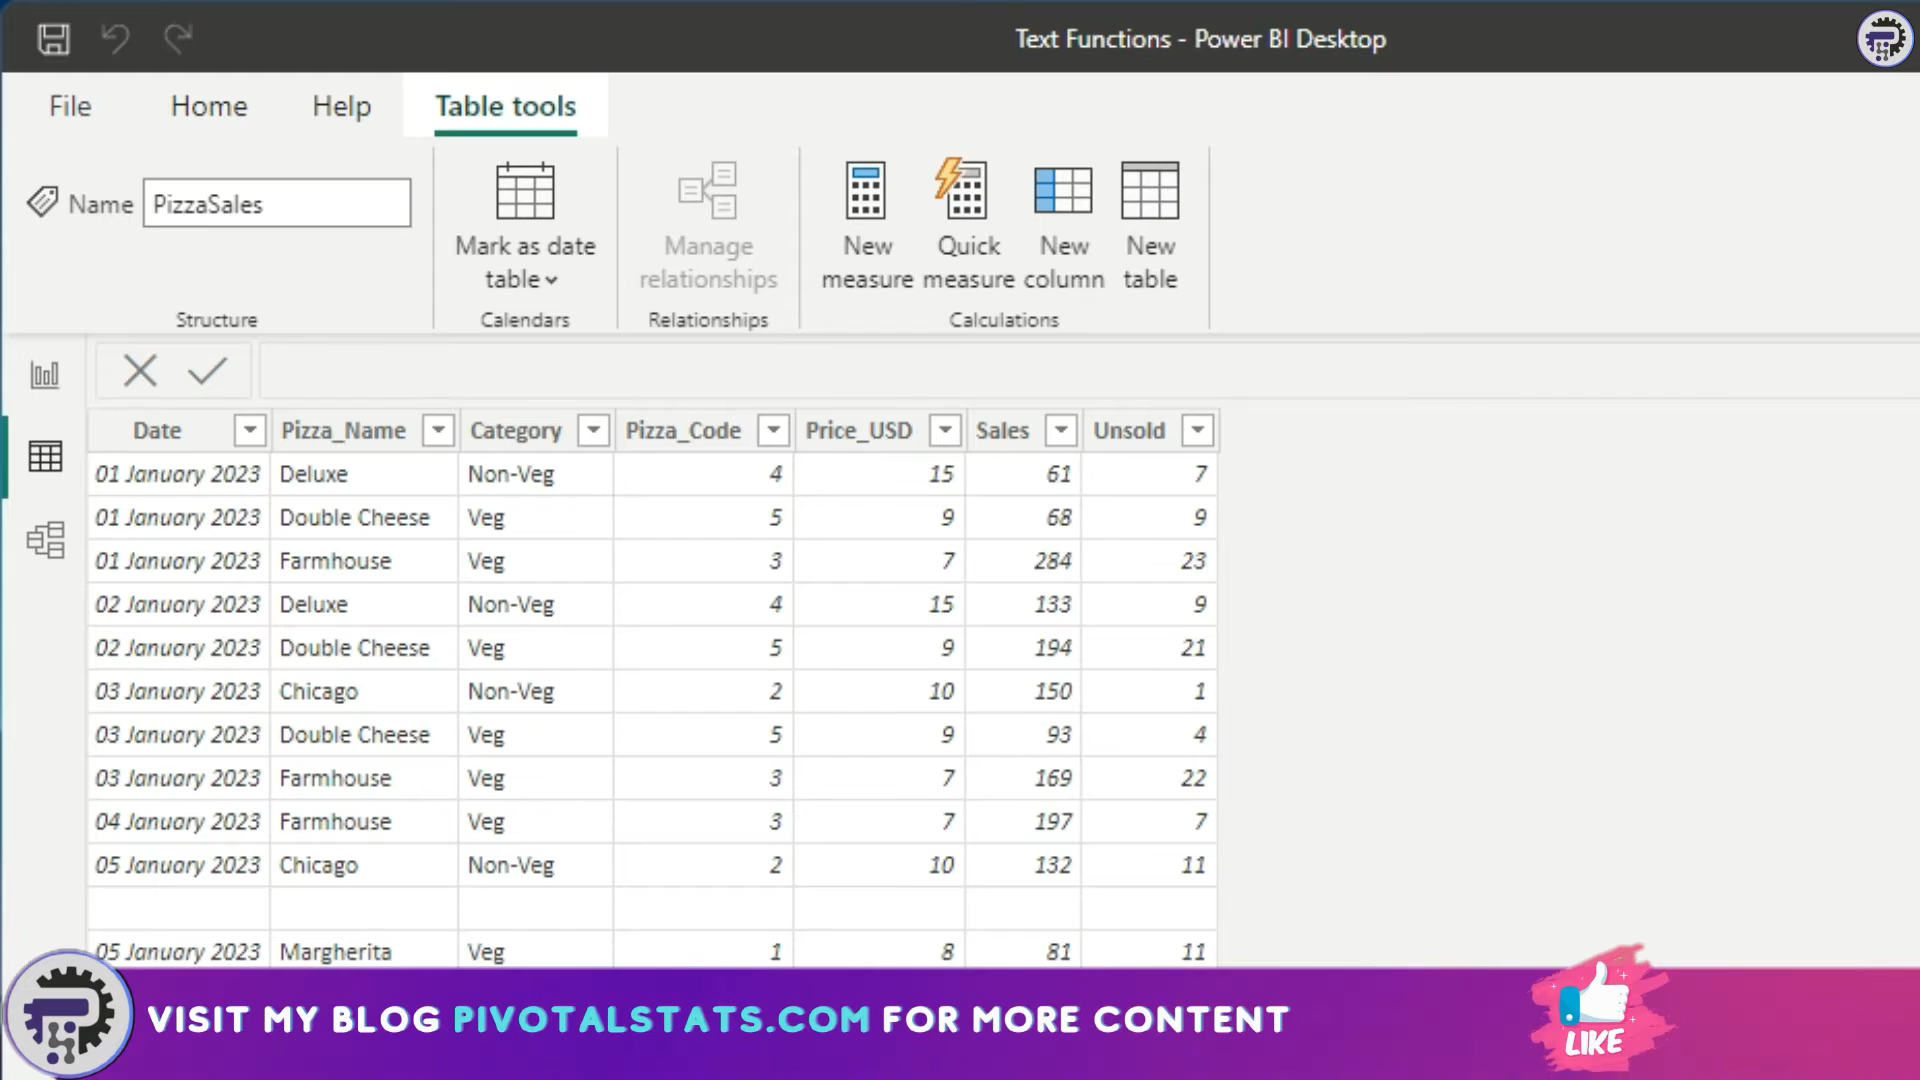 Text Functions - Power BI Desktop
File Home Help Table tools
Name PizzaSales
Mark as date table
Manage relationships
New measure
Quick measure
New column
New table
Structure Calendars Relationships Calculations
Date Pizza_Name Category Pizza_Code Price_USD Sales Unsold
01 January 2023 Deluxe Non-Veg 4 15 61 7
01 January 2023 Double Cheese Veg 5 9 68 9
01 January 2023 Farmhouse Veg 3 7 284 23
02 January 2023 Deluxe Non-Veg 4 15 133 9
02 January 2023 Double Cheese Veg 5 9 194 21
03 January 2023 Chicago Non-Veg 2 10 150 1
03 January 2023 Double Cheese Veg 5 9 93 4
03 January 2023 Farmhouse Veg 3 7 169 22
04 January 2023 Farmhouse Veg 3 7 197 7
05 January 2023 Chicago Non-Veg 2 10 132 11
05 January 2023 Margherita Veg 1 8 81 11
VISIT MY BLOG PIVOTALSTATS.COM FOR MORE CONTENT
LIKE